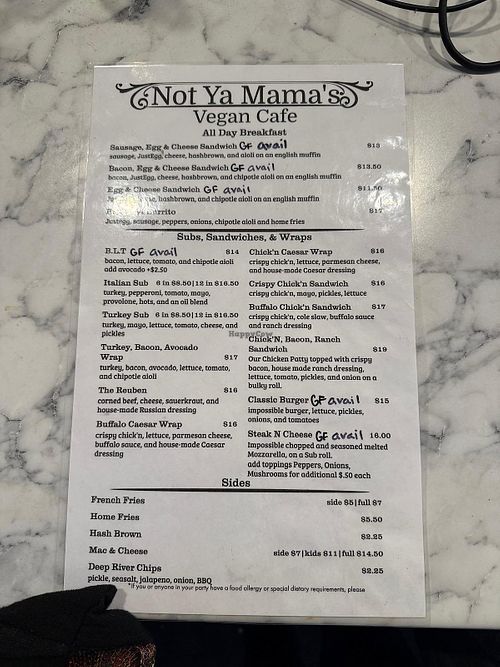 Not Ya Mama's
Vegan Cafe
All Day Breakfast
Sausage, Egg & Cheese Sandwich GF avail $13
sausage, JustEgg, cheese, hashbrown, and aioli on an english muffin
Bacon, Egg & Cheese Sandwich GF avail $13.50
bacon, JustEgg, cheese, hashbrown, and chipotle aioli on an english muffin
Egg & Cheese Sandwich GF avail $11.50
cheese, hashbrown, and chipotle aioli on an english muffin
Burrito $17
Justegg, sausage, peppers, onions, chipotle aioli and home fries
Subs, Sandwiches, & Wraps
B.L.T GF avail $14
bacon, lettuce, tomato, and chipotle aioli
add avocado +$2.50
Italian Sub 6 in $8.50|12 in $16.50
turkey, pepperoni, tomato, mayo,
provolone, hots, and an oil blend
Turkey Sub 6 in $8.50|12 in $16.50
turkey, mayo, lettuce, tomato, cheese, and
pickles
Turkey, Bacon, Avocado
Wrap $17
turkey, bacon, avocado, lettuce, tomato,
and chipotle aioli
The Reuben $16
corned beef, cheese, sauerkraut, and
house-made Russian dressing
Buffalo Caesar Wrap $16
crispy chick'n, lettuce, parmesan cheese,
buffalo sauce, and house-made Caesar
dressing
Chick'n Caesar Wrap $16
crispy chick'n, lettuce, parmesan cheese,
and house-made Caesar dressing
Crispy Chick'n Sandwich $16
crispy chick'n, mayo, pickles, lettuce
Buffalo Chick'n Sandwich $17
crispy chick'n, cole slaw, buffalo sauce
and ranch dressing
HappyCow
Chick'N, Bacon, Ranch
Sandwich $19
Our Chicken Patty topped with crispy
bacon, house made ranch dressing,
lettuce, tomato, pickles, and onion on a
bulky roll.
Classic Burger GF avail $15
impossible burger, lettuce, pickles,
onions, and tomatoes
Steak N Cheese GF avail 16.00
Impossible chopped and seasoned melted
Mozzarella, on a Sub roll.
add toppings Peppers, Onions,
Mushrooms for additional $.50 each
Sides
French Fries side $5|full $7
Home Fries $5.50
Hash Brown $2.25
Mac & Cheese side $7|kids $11|full $14.50
Deep River Chips $2.25
pickle, seasalt, jalapeno, onion, BBQ
*If you or anyone in your party have a food allergy or special dietary requirements, please